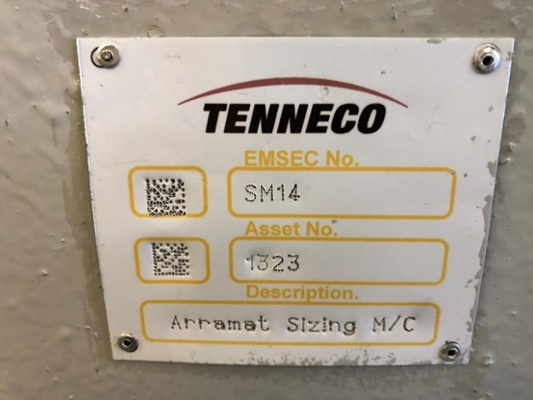 TENNECO
EMSEC No.
SM14
Asset No.
1323
Description.
Arramat Sizing M/C